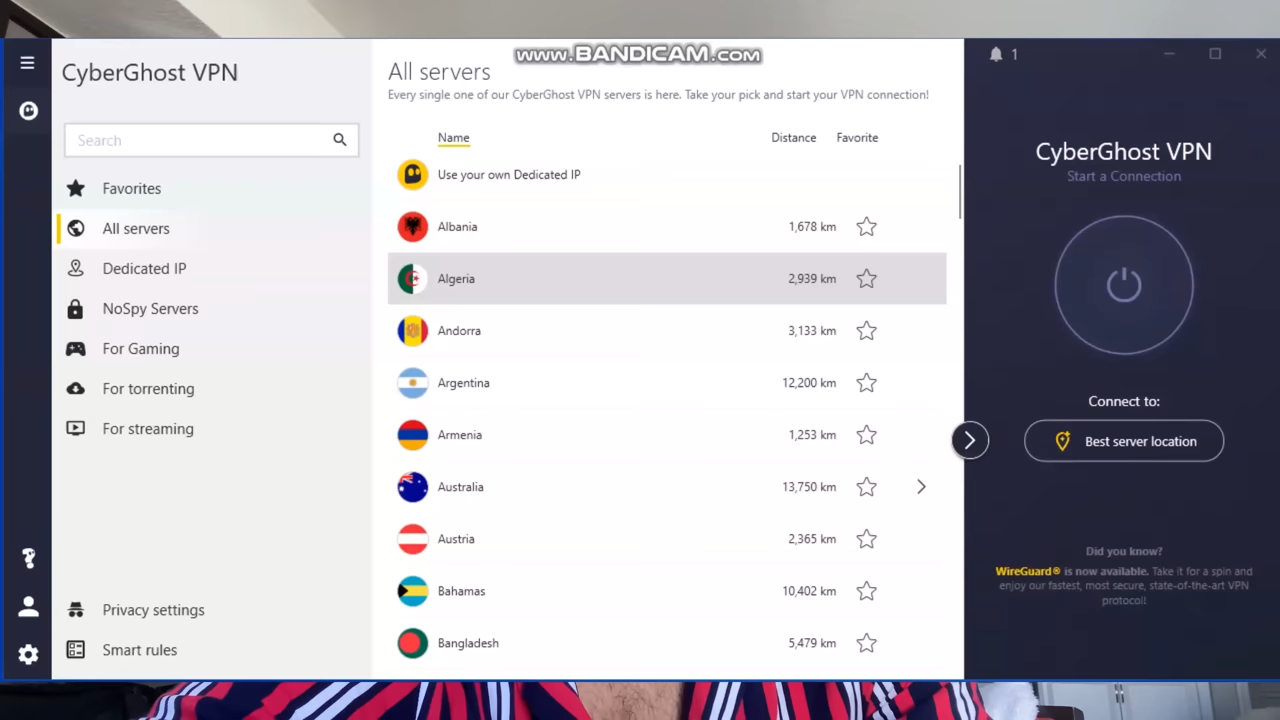 www.BANDICAM.com
CyberGhost VPN
Search
Favorites
All servers
Dedicated IP
NoSpy Servers
For Gaming
For torrenting
For streaming
Privacy settings
Smart rules
All servers
Every single one of our CyberGhost VPN servers is here. Take your pick and start your VPN connection!
Name Distance Favorite
Use your own Dedicated IP
Albania 1,678 km
Algeria 2,939 km
Andorra 3,133 km
Argentina 12,200 km
Armenia 1,253 km
Australia 13,750 km
Austria 2,365 km
Bahamas 10,402 km
Bangladesh 5,479 km
1
CyberGhost VPN
Start a Connection
Connect to:
Best server location
Did you know?
WireGuard® is now available. Take it for a spin and
enjoy our fastest, most secure, state-of-the-art VPN
protocol!